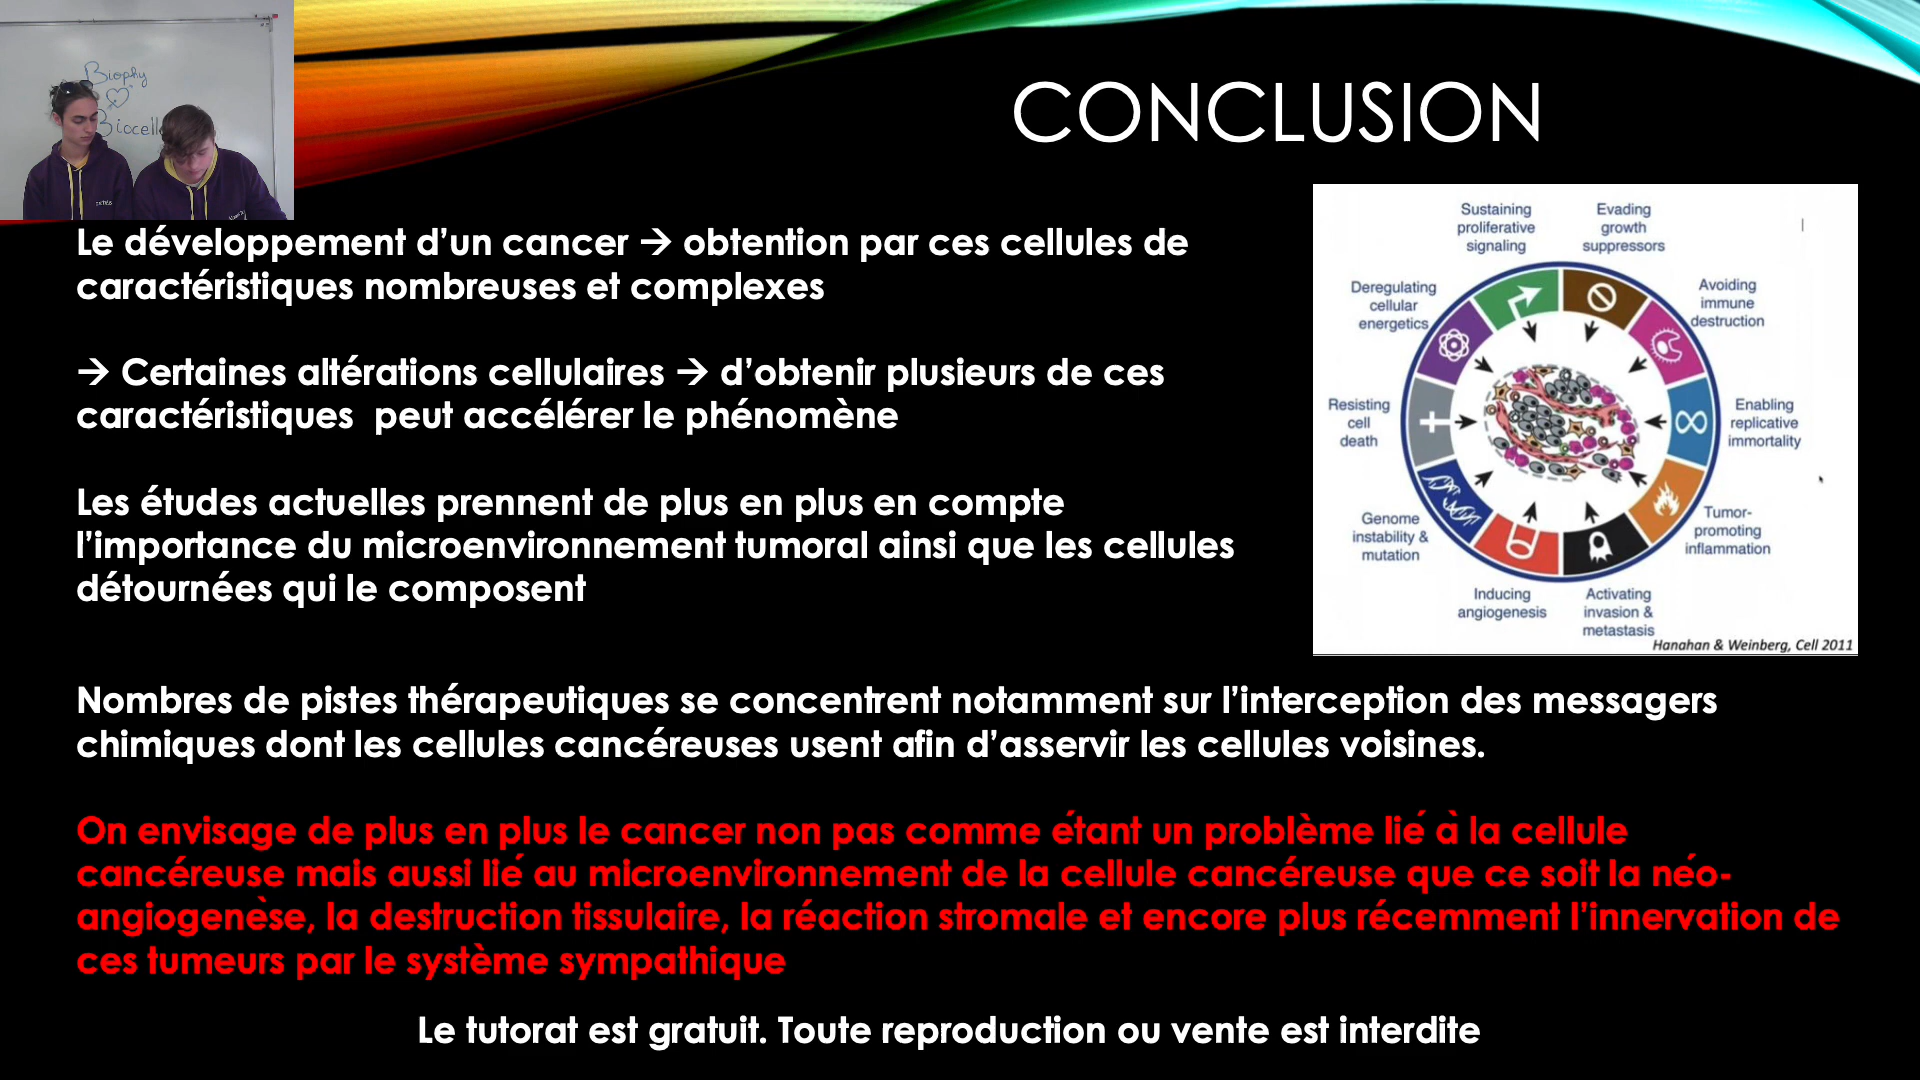 Biophy
Biocell
CONCLUSION
Le développement d'un cancer → obtention par ces cellules de
caractéristiques nombreuses et complexes
→ Certaines altérations cellulaires → d'obtenir plusieurs de ces
caractéristiques peut accélérer le phénomène
Les études actuelles prennent de plus en plus en compte
l'importance du microenvironnement tumoral ainsi que les cellules
détournées qui le composent
Sustaining
proliferative
signaling
Evading
growth
suppressors
Deregulating
cellular
energetics
Avoiding
immune
destruction
Resisting
cell
death
Enabling
replicative
immortality
Genome
instability &
mutation
Tumor-
promoting
inflammation
Inducing
angiogenesis
Activating
invasion &
metastasis
Hanahan & Weinberg, Cell 2011
Nombres de pistes thérapeutiques se concentrent notamment sur l'interception des messagers
chimiques dont les cellules cancéreuses usent afin d'asservir les cellules voisines.
On envisage de plus en plus le cancer non pas comme étant un problème lié à la cellule
cancéreuse mais aussi lié au microenvironnement de la cellule cancéreuse que ce soit la néo-
angiogenèse, la destruction tissulaire, la réaction stromale et encore plus récemment l'innervation de
ces tumeurs par le système sympathique
Le tutorat est gratuit. Toute reproduction ou vente est interdite